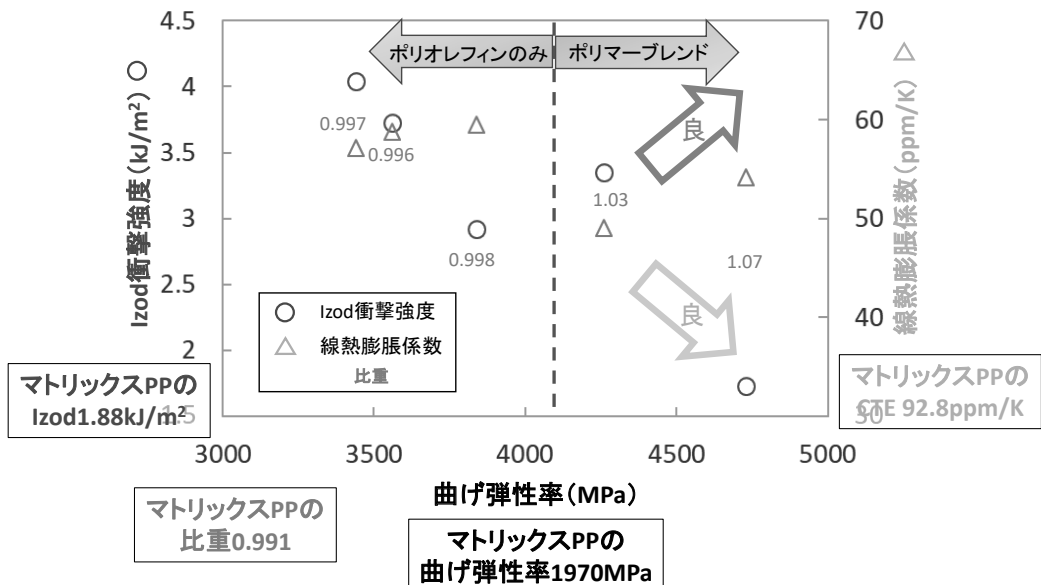 4.5
4
3.5
3
2.5
2
1.5
Izod衝撃強度(kJ/m²)
70
60
50
40
30
線熱膨脹係数(ppm/K)
ポリオレフィンのみ
ポリマーブレンド
良
0.997
0.996
1.03
0.998
1.07
良
Izod衝撃強度
線熱膨脹係数
比重
マトリックスPPの
Izod1.88kJ/m²
マトリックスPPの
CTE 92.8ppm/K
3000
3500
4000
4500
5000
曲げ弾性率(MPa)
マトリックスPPの
比重0.991
マトリックスPPの
曲げ弾性率1970MPa